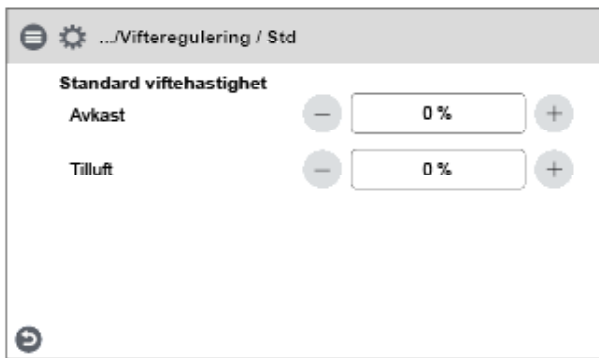 .../Vifteregulering / Std
Standard viftehastighet
Avkast − 0 % +
Tilluft − 0 % +